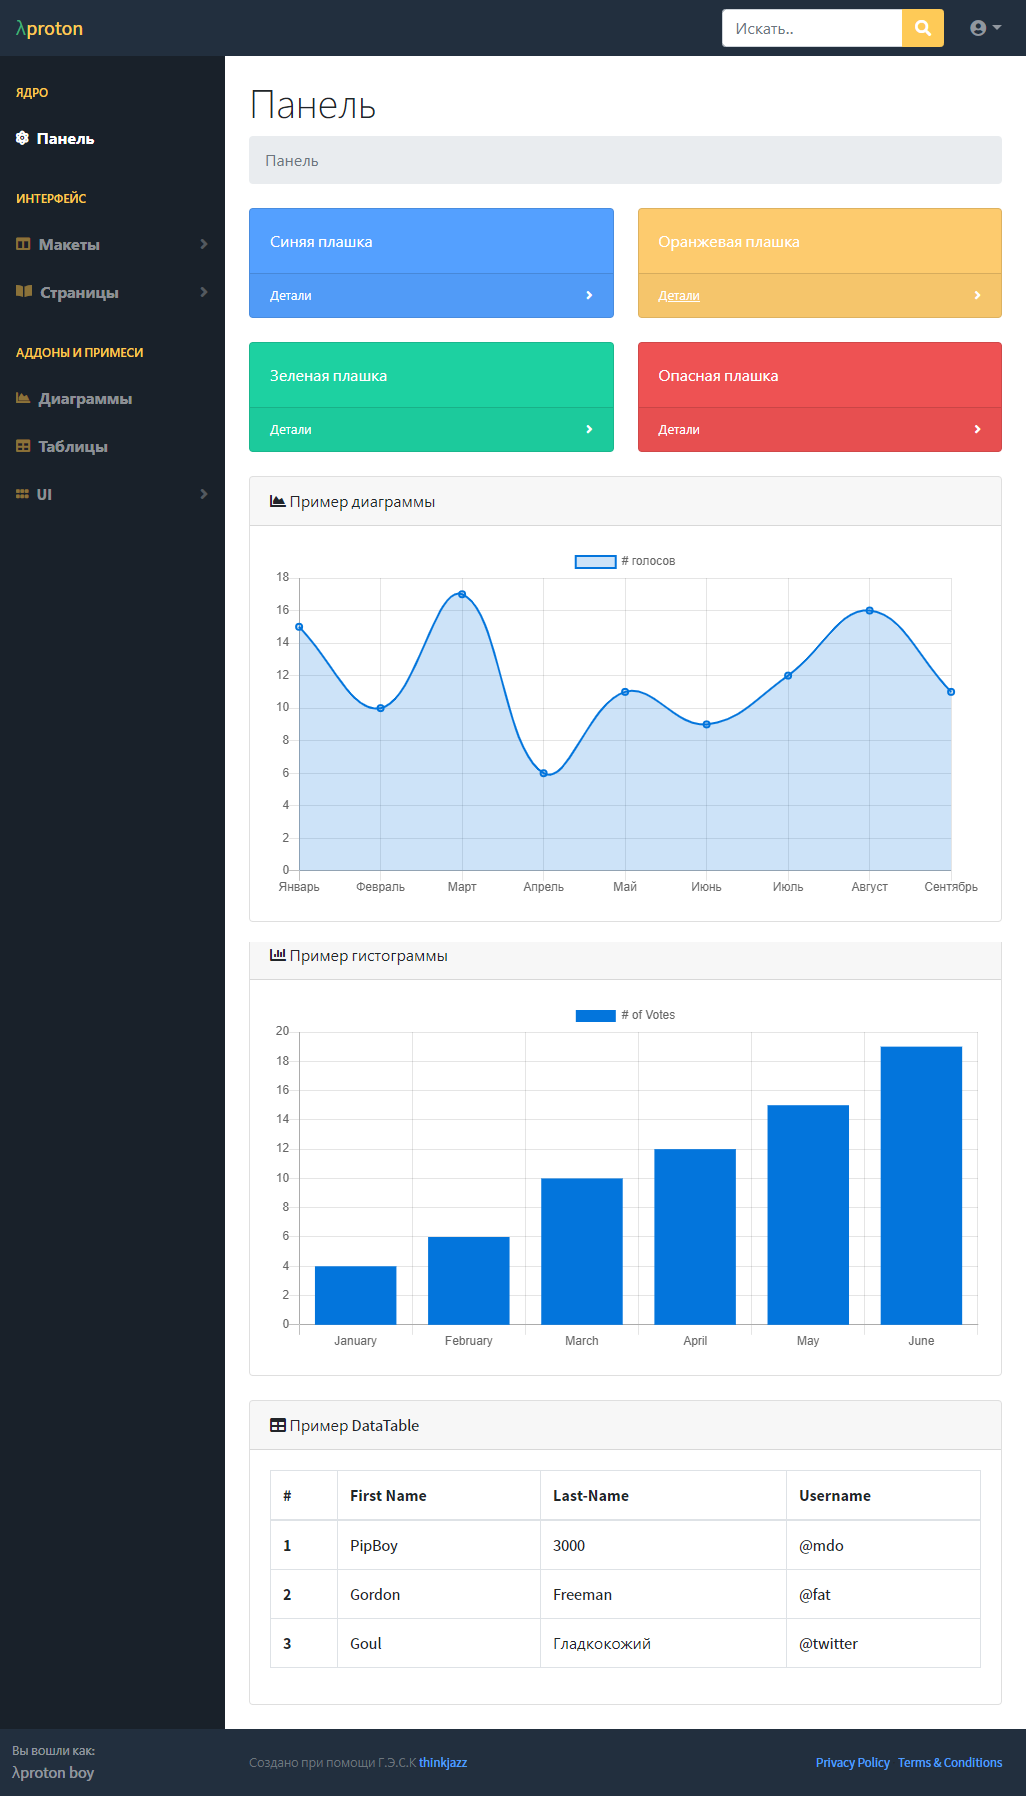 λproton
Искать..
ЯДРО
Панель
ИНТЕРФЕЙС
Макеты
Страницы
АДДОНЫ И ПРИМЕСИ
Диаграммы
Таблицы
UI
Панель
Панель
Синяя плашка
Детали
Оранжевая плашка
Детали
Зеленая плашка
Детали
Опасная плашка
Детали
Пример диаграммы
# голосов
18
16
14
12
10
8
6
4
2
0
Январь Февраль Март Апрель Май Июнь Июль Август Сентябрь
Пример гистограммы
# of Votes
20
18
16
14
12
10
8
6
4
2
0
January February March April May June
Пример DataTable
# First Name Last-Name Username
1 PipBoy 3000 @mdo
2 Gordon Freeman @fat
3 Goul Гладкокожий @twitter
Вы вошли как:
λproton boy
Создано при помощи Г.Э.С.К thinkjazz
Privacy Policy Terms & Conditions